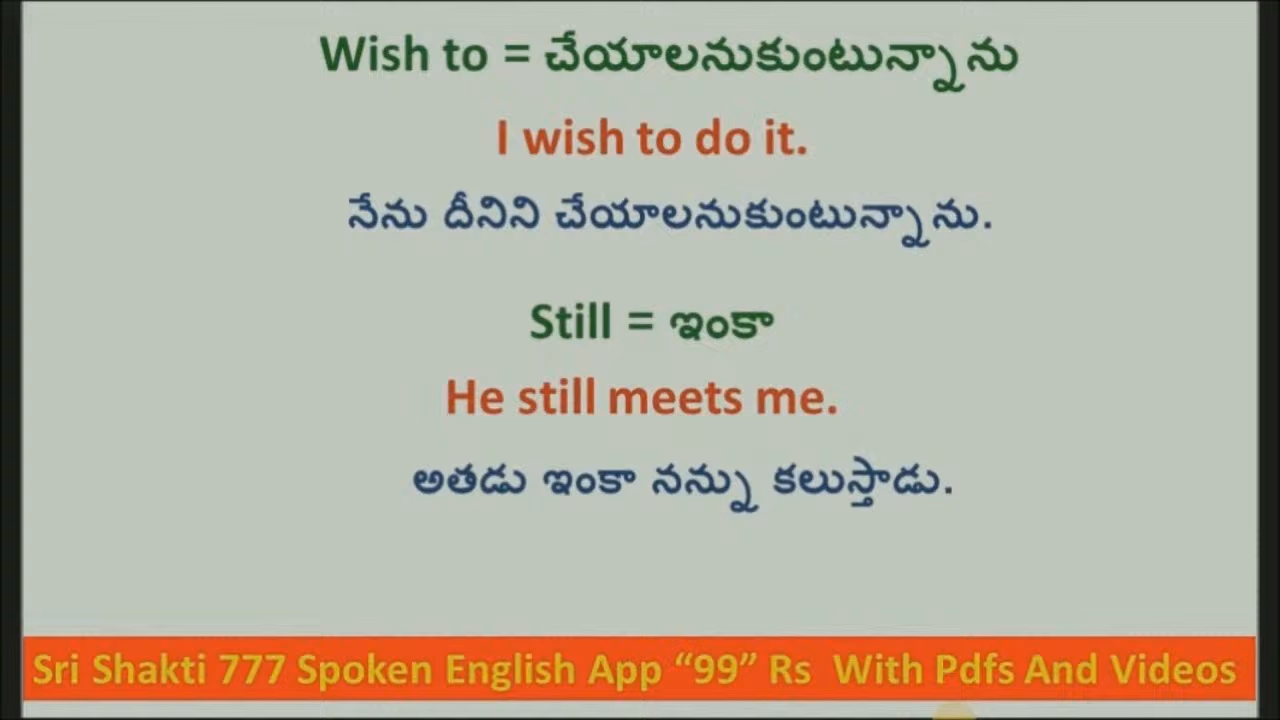 Wish to = చేయాలనుకుంటున్నాను
I wish to do it.
నేను దీనిని చేయాలనుకుంటున్నాను.
Still = ఇంకా
He still meets me.
అతడు ఇంకా నన్ను కలుస్తాడు.
Sri Shakti 777 Spoken English App “99” Rs With Pdfs And Videos